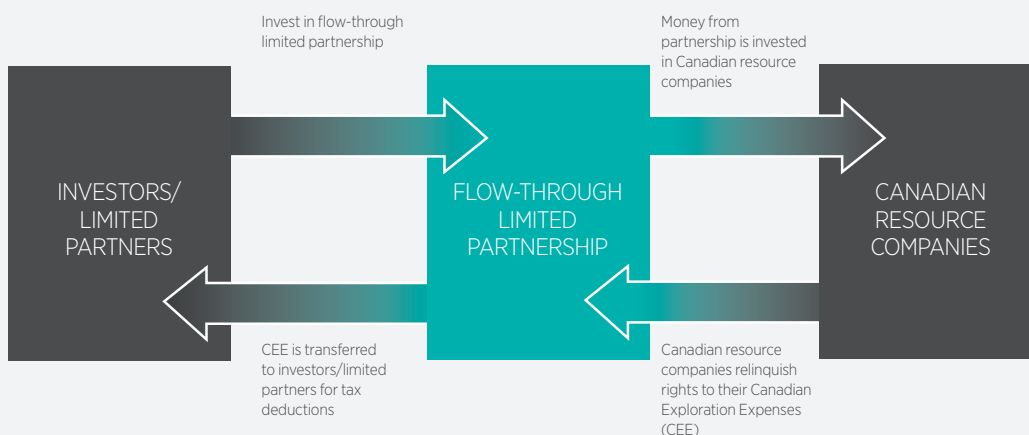 Invest in flow-through
limited partnership
Money from
partnership is invested
in Canadian resource
companies
INVESTORS/
LIMITED
PARTNERS
FLOW-THROUGH
LIMITED
PARTNERSHIP
CANADIAN
RESOURCE
COMPANIES
CEE is transferred
to investors/limited
partners for tax
deductions
Canadian resource
companies relinquish
rights to their Canadian
Exploration Expenses
(CEE)